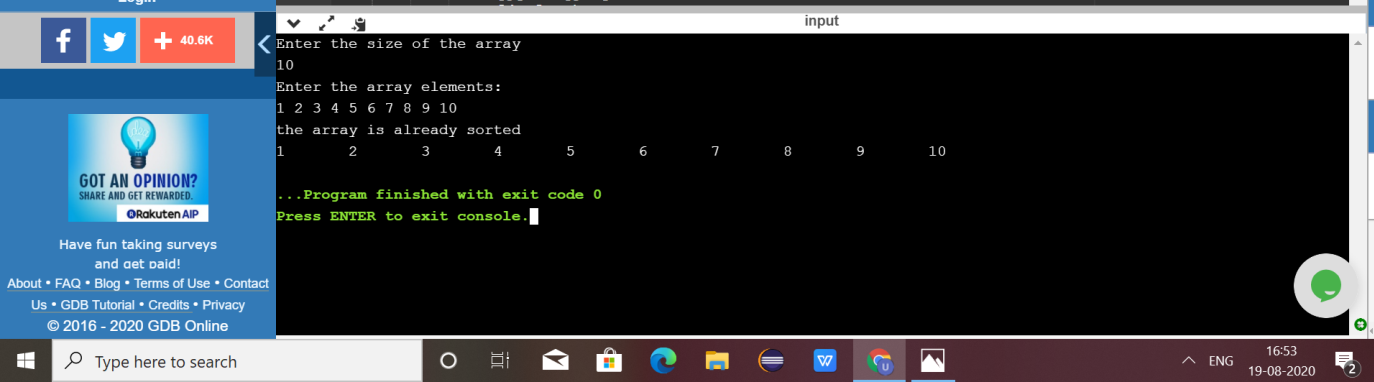 input
40.6K
Enter the size of the array
10
Enter the array elements:
1 2 3 4 5 6 7 8 9 10
the array is already sorted
1 2 3 4 5 6 7 8 9 10
...Program finished with exit code 0
Press ENTER to exit console.
GOT AN OPINION?
SHARE AND GET REWARDED.
Rakuten AIP
Have fun taking surveys
and get paid!
About • FAQ • Blog • Terms of Use • Contact
Us • GDB Tutorial • Credits • Privacy
© 2016 - 2020 GDB Online
Type here to search
ENG
16:53
19-08-2020
2